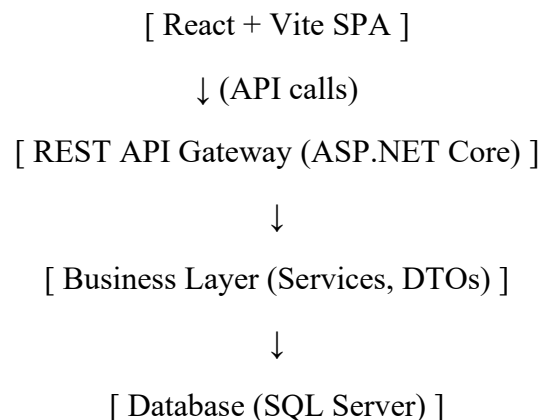 [ React + Vite SPA ]
↓ (API calls)
[ REST API Gateway (ASP.NET Core) ]
↓
[ Business Layer (Services, DTOs) ]
↓
[ Database (SQL Server) ]